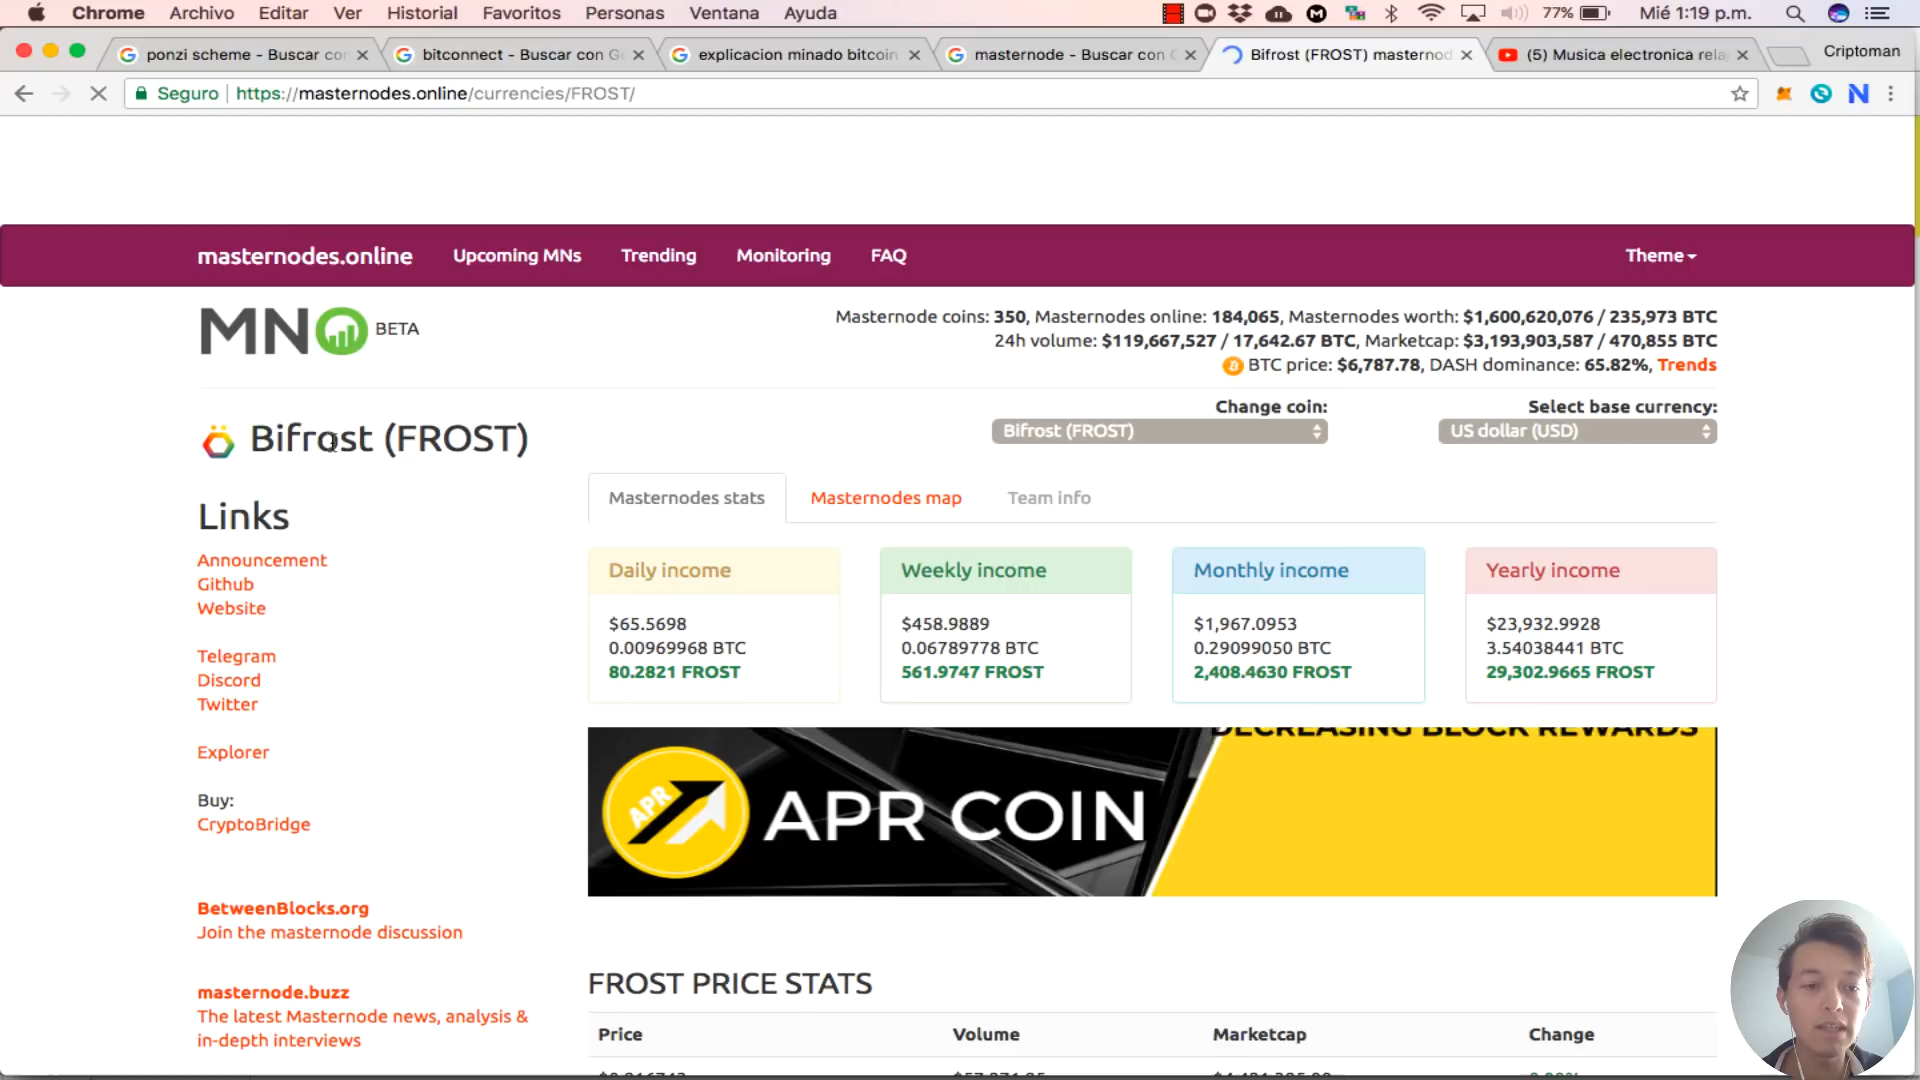 Chrome Archivo Editar Ver Historial Favoritos Personas Ventana Ayuda 77% Mié 1:19 p.m.
ponzi scheme - Buscar con bitconnect - Buscar con Go explicacion minado bitcoin masternode - Buscar con G Bifrost (FROST) masternod (5) Musica electronica rela Criptoman
Seguro https://masternodes.online/currencies/FROST/
masternodes.online Upcoming MNs Trending Monitoring FAQ Theme
MNO BETA
Masternode coins: 350, Masternodes online: 184,065, Masternodes worth: $1,600,620,076 / 235,973 BTC
24h volume: $119,667,527 / 17,642.67 BTC, Marketcap: $3,193,903,587 / 470,855 BTC
BTC price: $6,787.78, DASH dominance: 65.82%, Trends
Change coin: Select base currency:
Bifrost (FROST) Bifrost (FROST) US dollar (USD)
Masternodes stats Masternodes map Team info
Links
Announcement
Github
Website
Telegram
Discord
Twitter
Explorer
Buy:
CryptoBridge
BetweenBlocks.org
Join the masternode discussion
masternode.buzz
The latest Masternode news, analysis &
in-depth interviews
Daily income
$65.5698
0.00969968 BTC
80.2821 FROST
Weekly income
$458.9889
0.06789778 BTC
561.9747 FROST
Monthly income
$1,967.0953
0.29099050 BTC
2,408.4630 FROST
Yearly income
$23,932.9928
3.54038441 BTC
29,302.9665 FROST
DECREASING BLOCK REWARDS
APR APR COIN
FROST PRICE STATS
Price Volume Marketcap Change